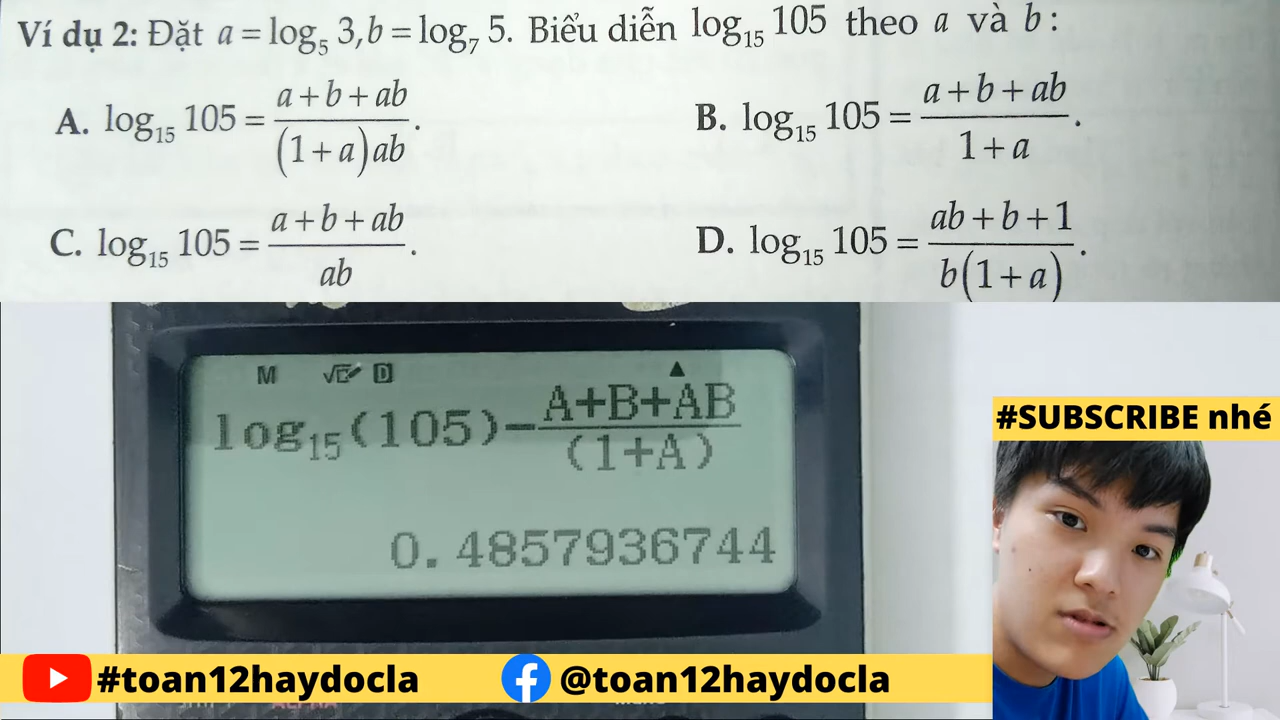 Ví dụ 2: Đặt a = log₅ 3, b = log₇ 5. Biểu diễn log₁₅ 105 theo a và b :
A. log₁₅ 105 = (a + b + ab)/((1 + a)ab).
B. log₁₅ 105 = (a + b + ab)/(1 + a).
C. log₁₅ 105 = (a + b + ab)/(ab).
D. log₁₅ 105 = (ab + b + 1)/(b(1 + a)).
M √ D ▲
log₁₅(105)−(A+B+AB)/((1+A))
0.4857936744
#SUBSCRIBE nhé
#toan12haydocla
@toan12haydocla